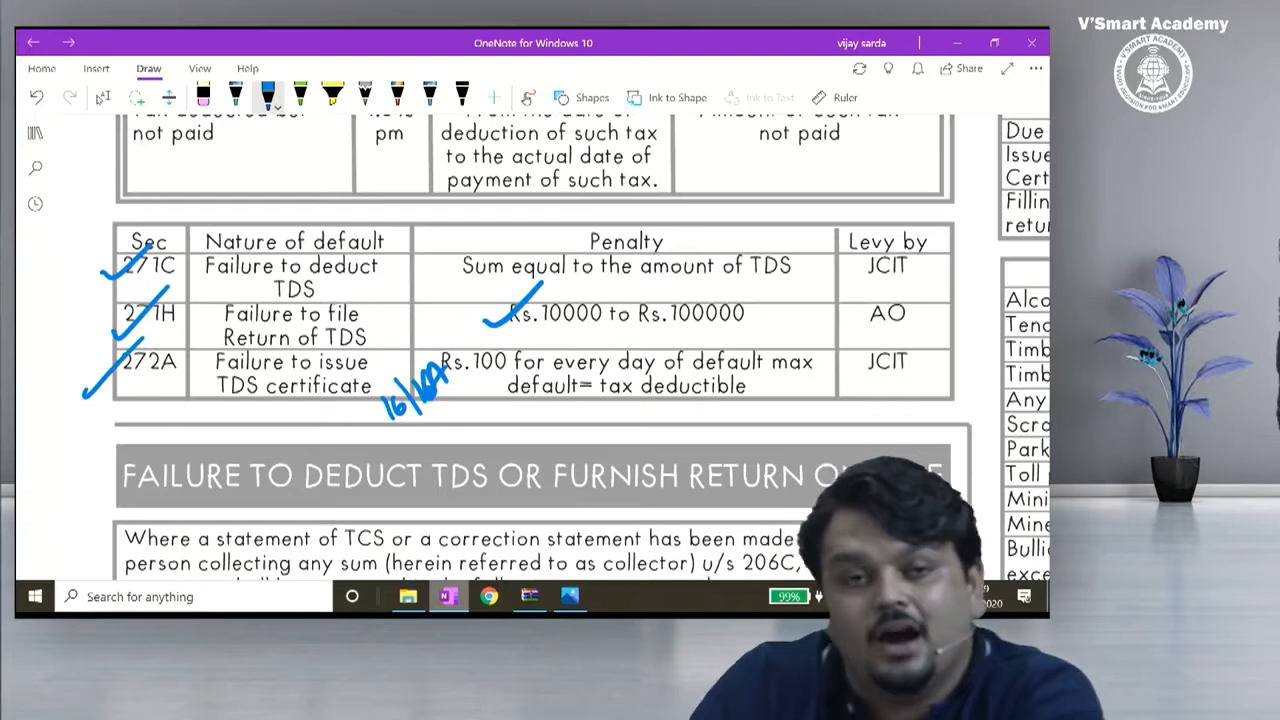 V'Smart Academy
OneNote for Windows 10
vijay sarda
Home Insert Draw View Help
Share
Shapes Ink to Shape Ink to Text Ruler
not paid
pm
deduction of such tax
to the actual date of
payment of such tax.
not paid
Due
Issue
Cert
Fillin
retur
Sec Nature of default Penalty Levy by
271C Failure to deduct TDS Sum equal to the amount of TDS JCIT
271H Failure to file Return of TDS Rs.10000 to Rs.100000 AO
272A Failure to issue TDS certificate Rs.100 for every day of default max default= tax deductible JCIT
16/
Alco
Tend
Timb
Timb
Any
Scra
Park
Toll
Mini
Mine
Bulli
exce
FAILURE TO DEDUCT TDS OR FURNISH RETURN
Where a statement of TCS or a correction statement has been made
person collecting any sum (herein referred to as collector) u/s 206C,
Search for anything
99%
2020